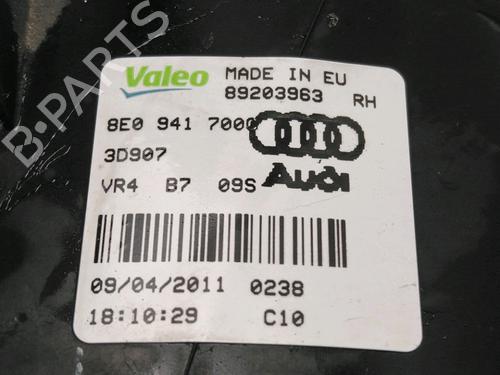 Valeo MADE IN EU
89203963 RH
8E0 941 700
3D907
VR4 B7 09S
Audi
09/04/2011 0238
18:10:29 C10
B-PARTS